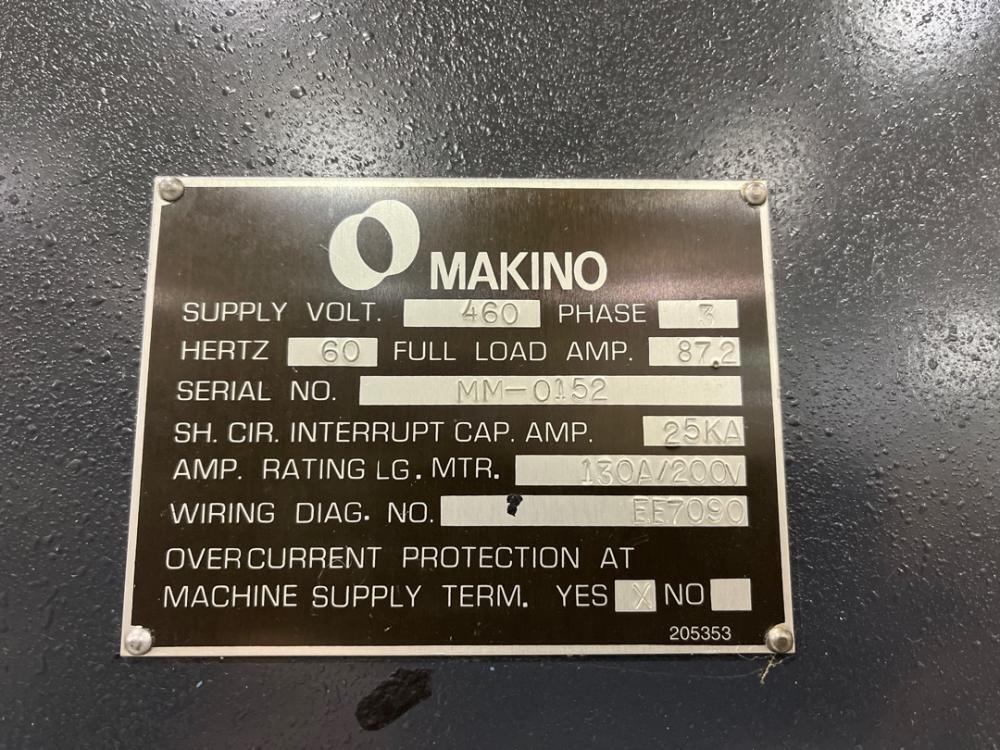 MAKINO
SUPPLY VOLT. 460 PHASE 3
HERTZ 60 FULL LOAD AMP. 87.2
SERIAL NO. MM-0152
SH. CIR. INTERRUPT CAP. AMP. 25KA
AMP. RATING LG. MTR. 130A/200V
WIRING DIAG. NO. EE7090
OVERCURRENT PROTECTION AT
MACHINE SUPPLY TERM. YES X NO
205353